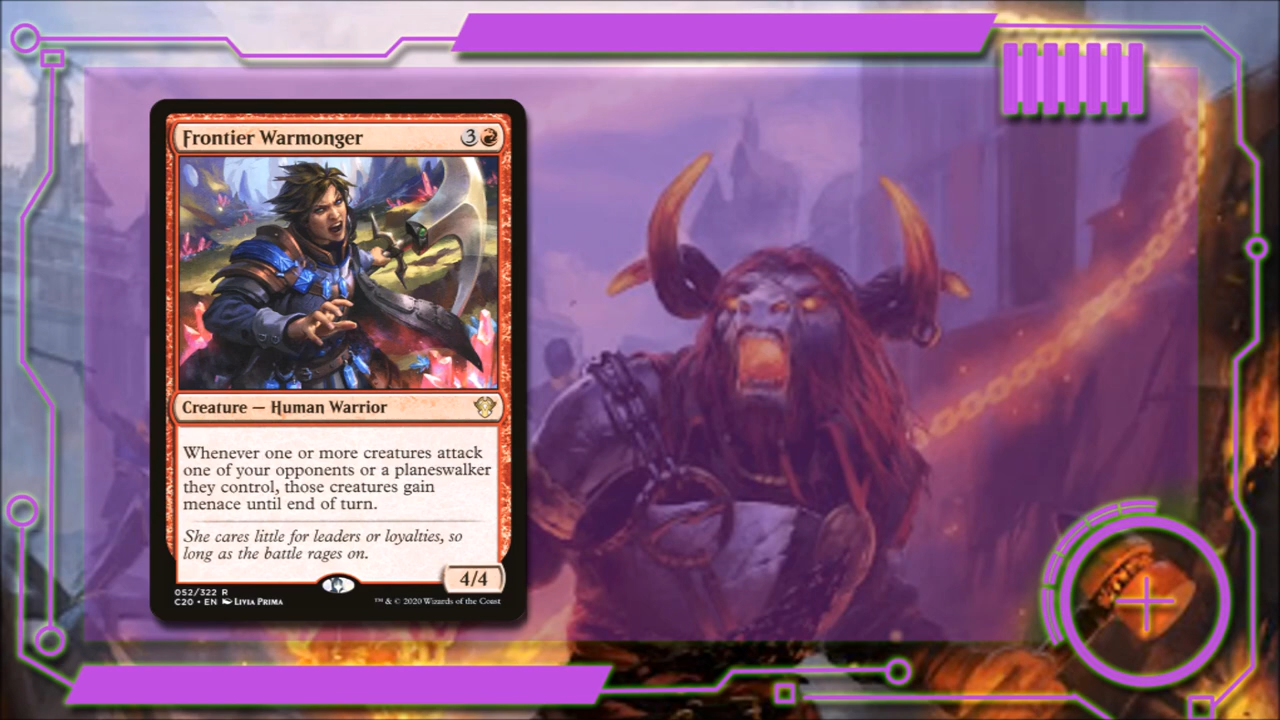 Frontier Warmonger 3
Creature — Human Warrior
Whenever one or more creatures attack
one of your opponents or a planeswalker
they control, those creatures gain
menace until end of turn.
She cares little for leaders or loyalties, so
long as the battle rages on.
4/4
052/322 R
C20 • EN LIVIA PRIMA
™ & © 2020 Wizards of the Coast